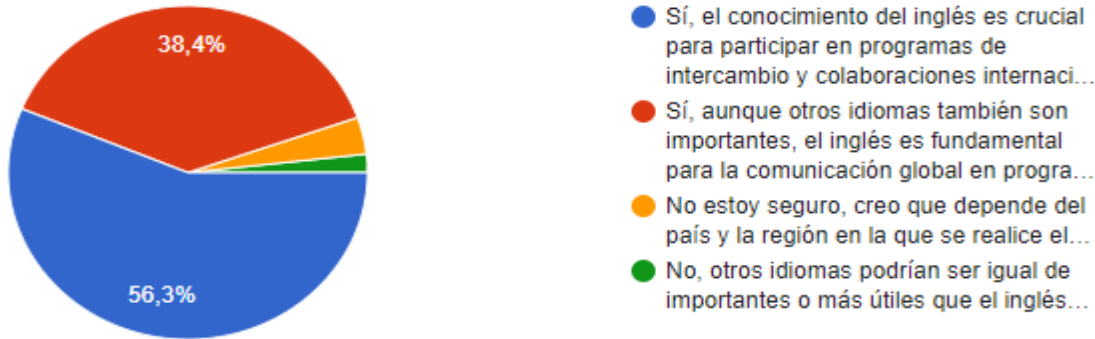 38,4%
56,3%
Sí, el conocimiento del inglés es crucial
para participar en programas de
intercambio y colaboraciones internaci…
Sí, aunque otros idiomas también son
importantes, el inglés es fundamental
para la comunicación global en progra…
No estoy seguro, creo que depende del
país y la región en la que se realice el…
No, otros idiomas podrían ser igual de
importantes o más útiles que el inglés…